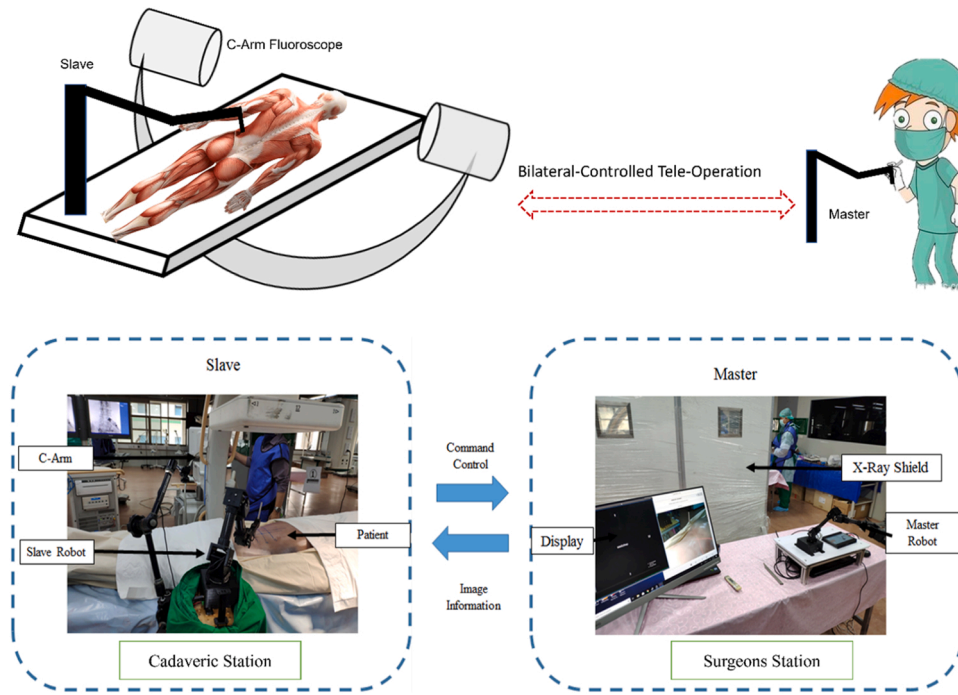 C-Arm Fluoroscope
Slave
Bilateral-Controlled Tele-Operation
Master
Slave
Master
C-Arm
Slave Robot
Patient
Cadaveric Station
Command
Control
Image
Information
X-Ray Shield
Display
Master
Robot
Surgeons Station